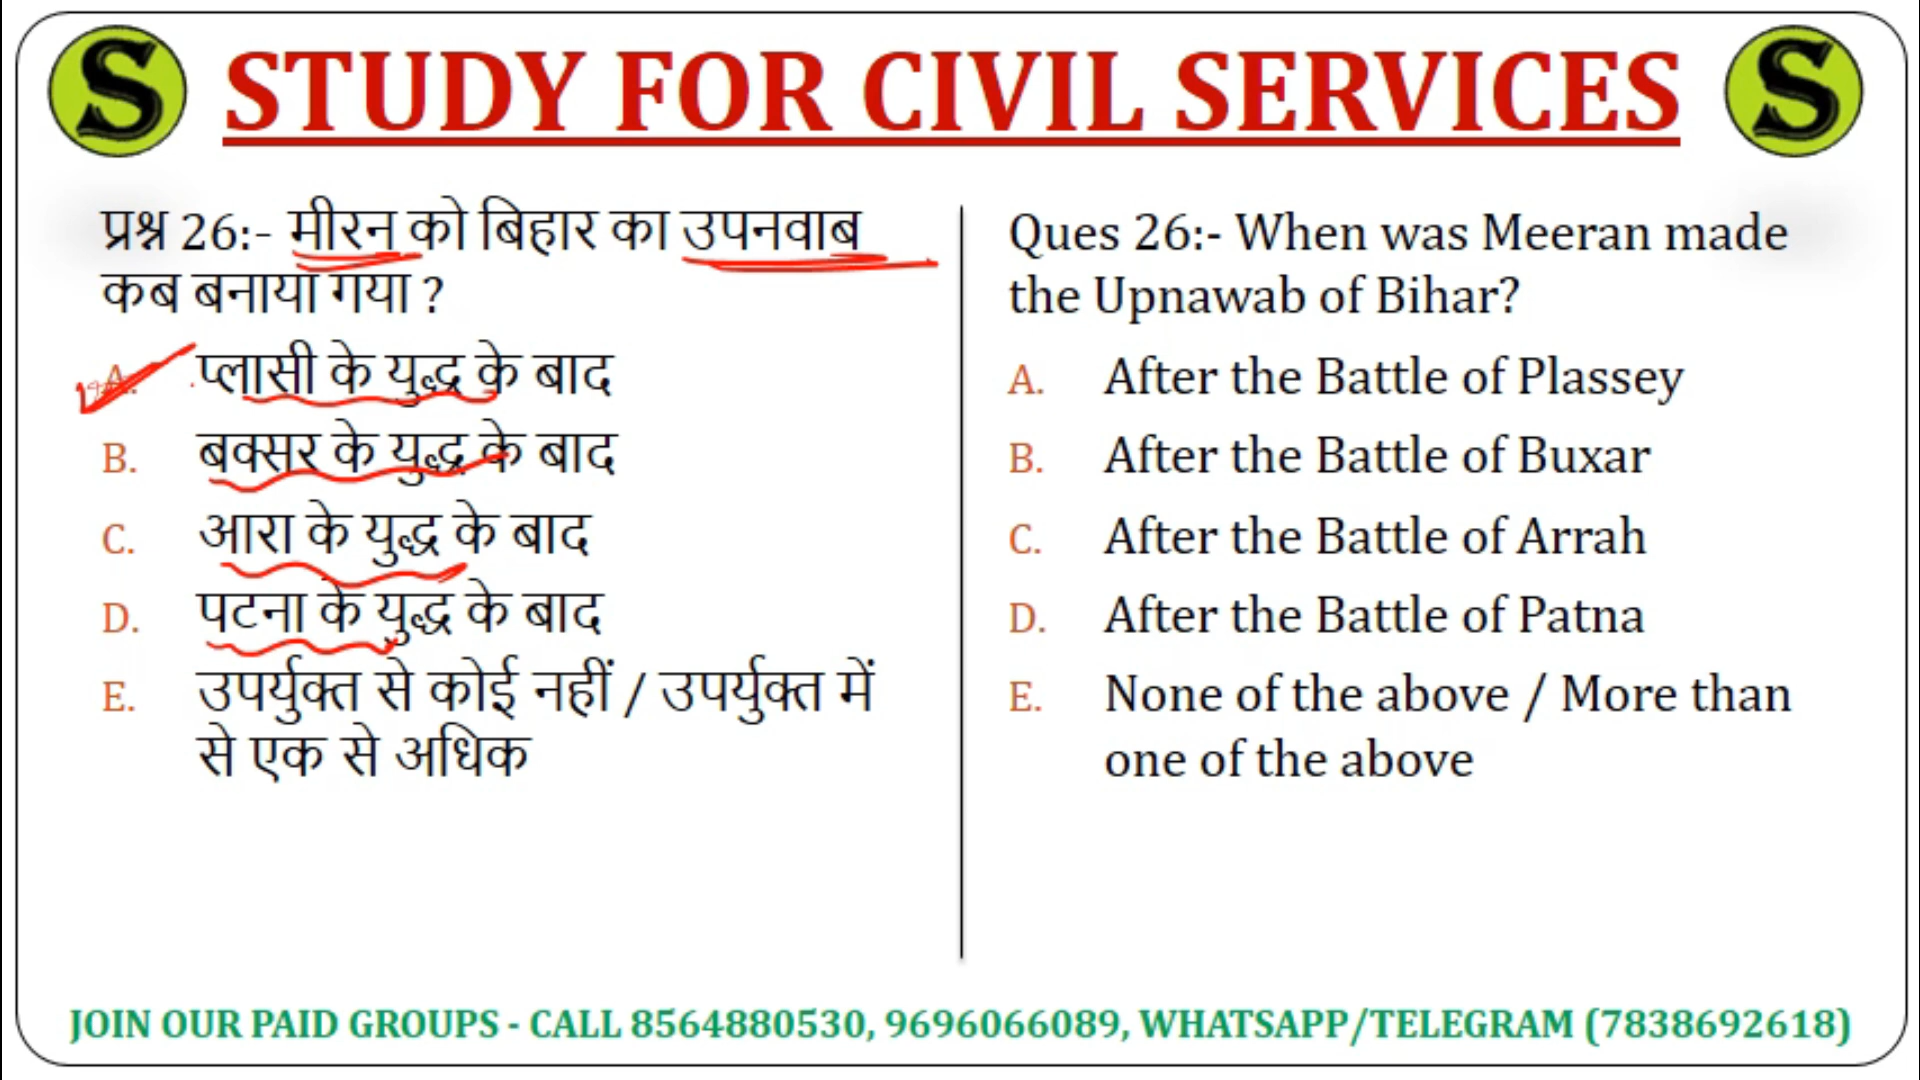 S STUDY FOR CIVIL SERVICES S
प्रश्न 26:- मीरन को बिहार का उपनवाब
कब बनाया गया ?
A. प्लासी के युद्ध के बाद
B. बक्सर के युद्ध के बाद
C. आरा के युद्ध के बाद
D. पटना के युद्ध के बाद
E. उपर्युक्त से कोई नहीं / उपर्युक्त में
से एक से अधिक
Ques 26:- When was Meeran made
the Upnawab of Bihar?
A. After the Battle of Plassey
B. After the Battle of Buxar
C. After the Battle of Arrah
D. After the Battle of Patna
E. None of the above / More than
one of the above
JOIN OUR PAID GROUPS - CALL 8564880530, 9696066089, WHATSAPP/TELEGRAM (7838692618)